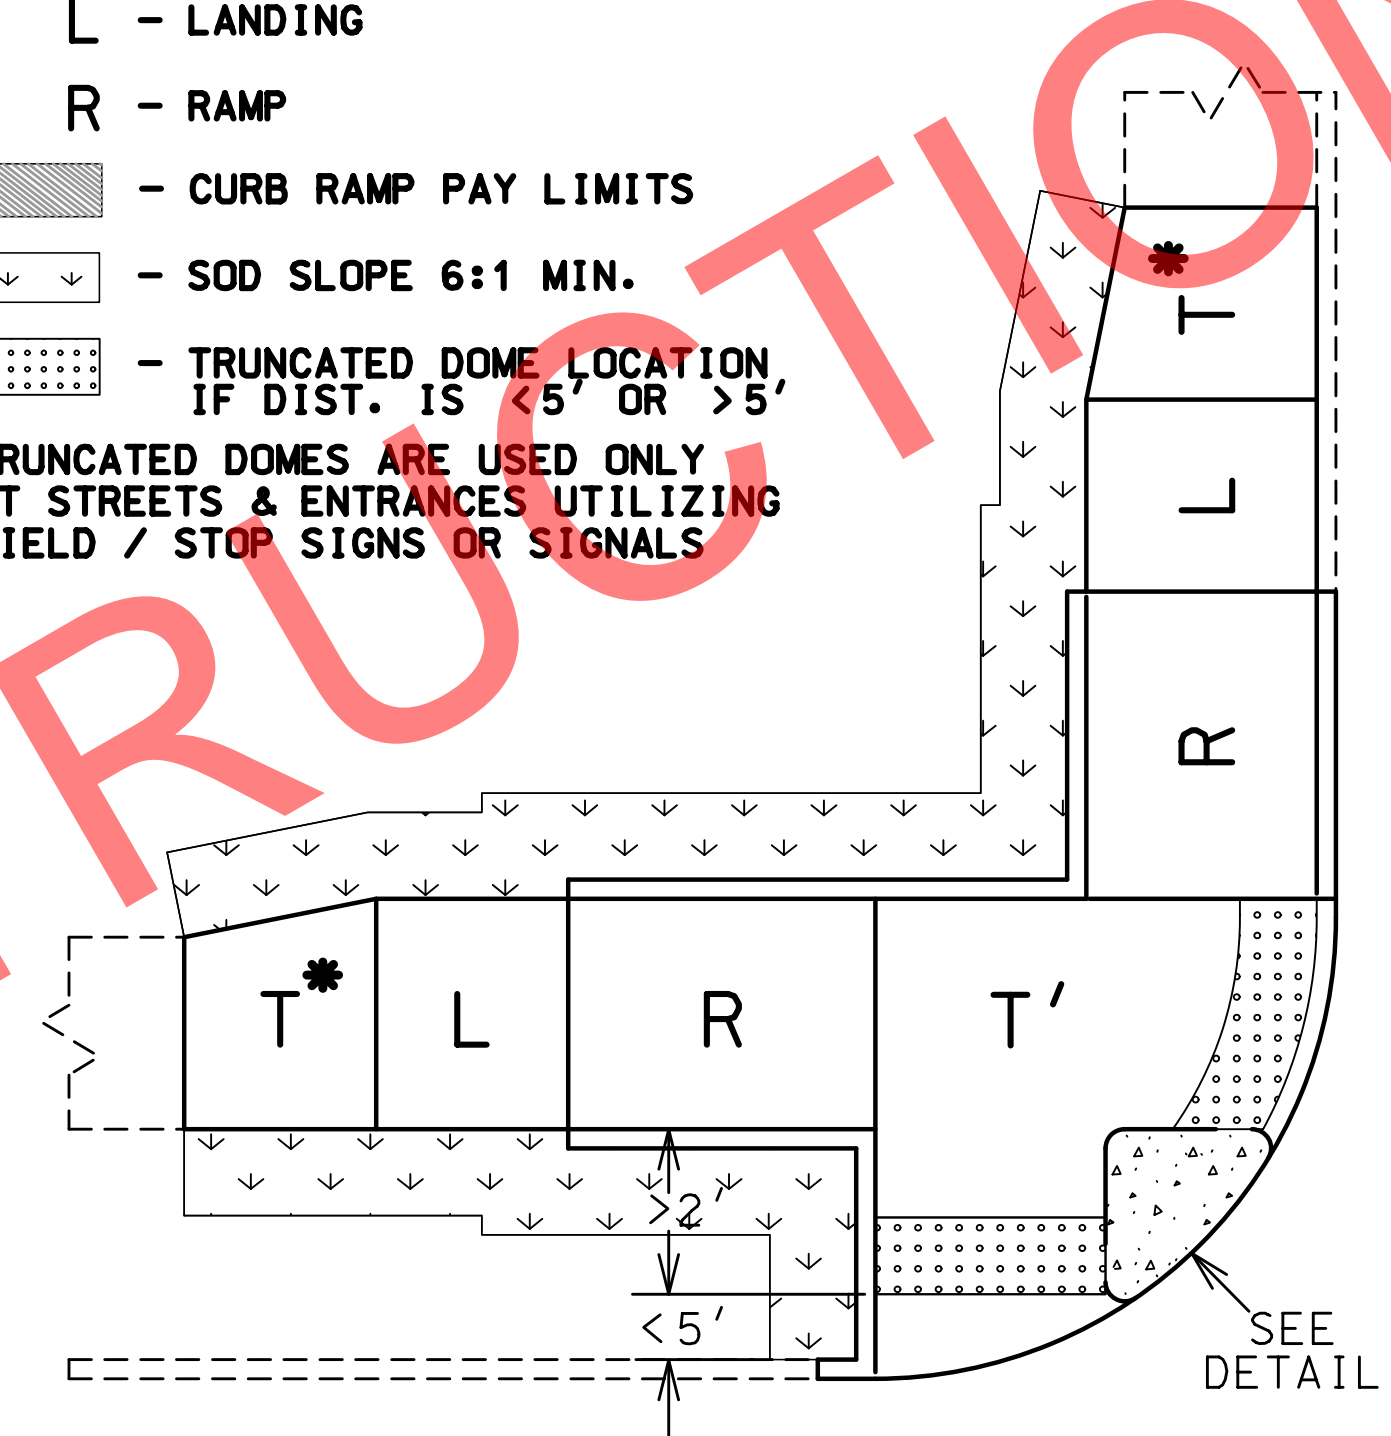 L - LANDING
R - RAMP
- CURB RAMP PAY LIMITS
- SOD SLOPE 6:1 MIN.
- TRUNCATED DOME LOCATION
IF DIST. IS <5' OR >5'
RUNCATED DOMES ARE USED ONLY
T STREETS & ENTRANCES UTILIZING
IELD / STOP SIGNS OR SIGNALS
RUCTIO
T*
L
R
T* L R T'
>2'
<5'
SEE
DETAIL